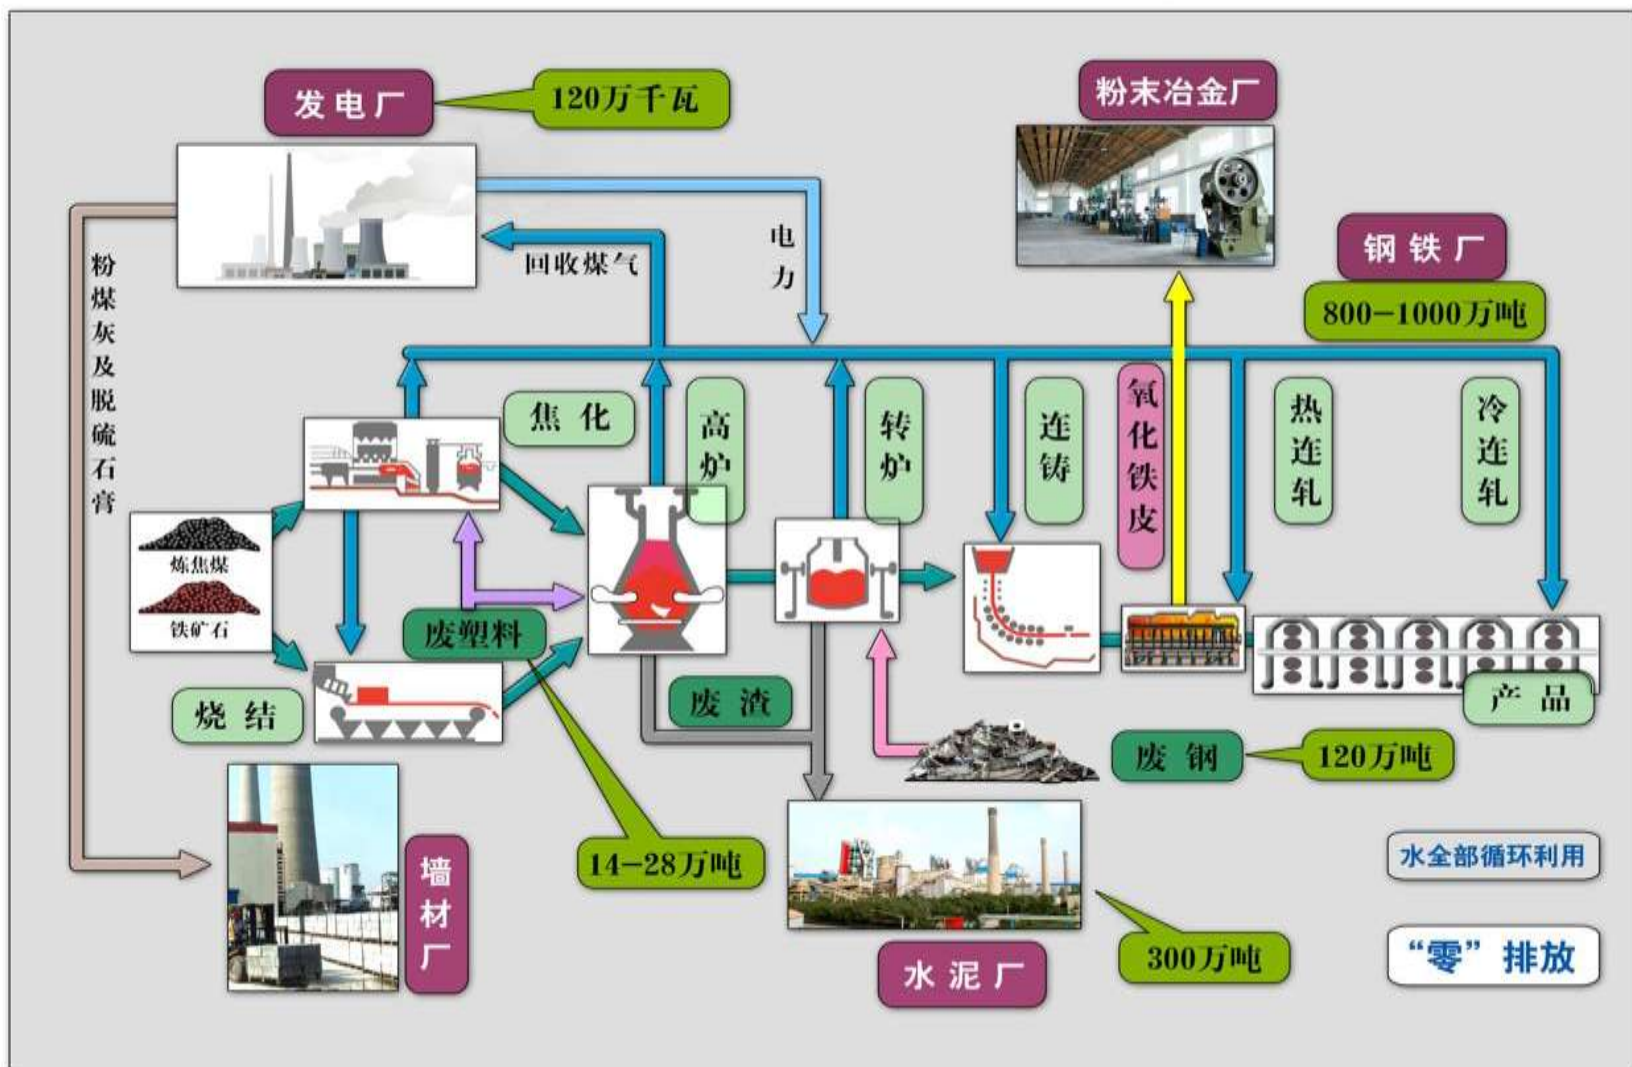 发电厂
120万千瓦
粉末冶金厂
钢铁厂
800-1000万吨
回收煤气
电力
粉煤灰及脱硫石膏
焦化
高炉
转炉
连铸
氧化铁皮
热连轧
冷连轧
炼焦煤
铁矿石
废塑料
烧结
废渣
产品
废钢
120万吨
14-28万吨
墙材厂
水泥厂
300万吨
水全部循环利用
“零”排放